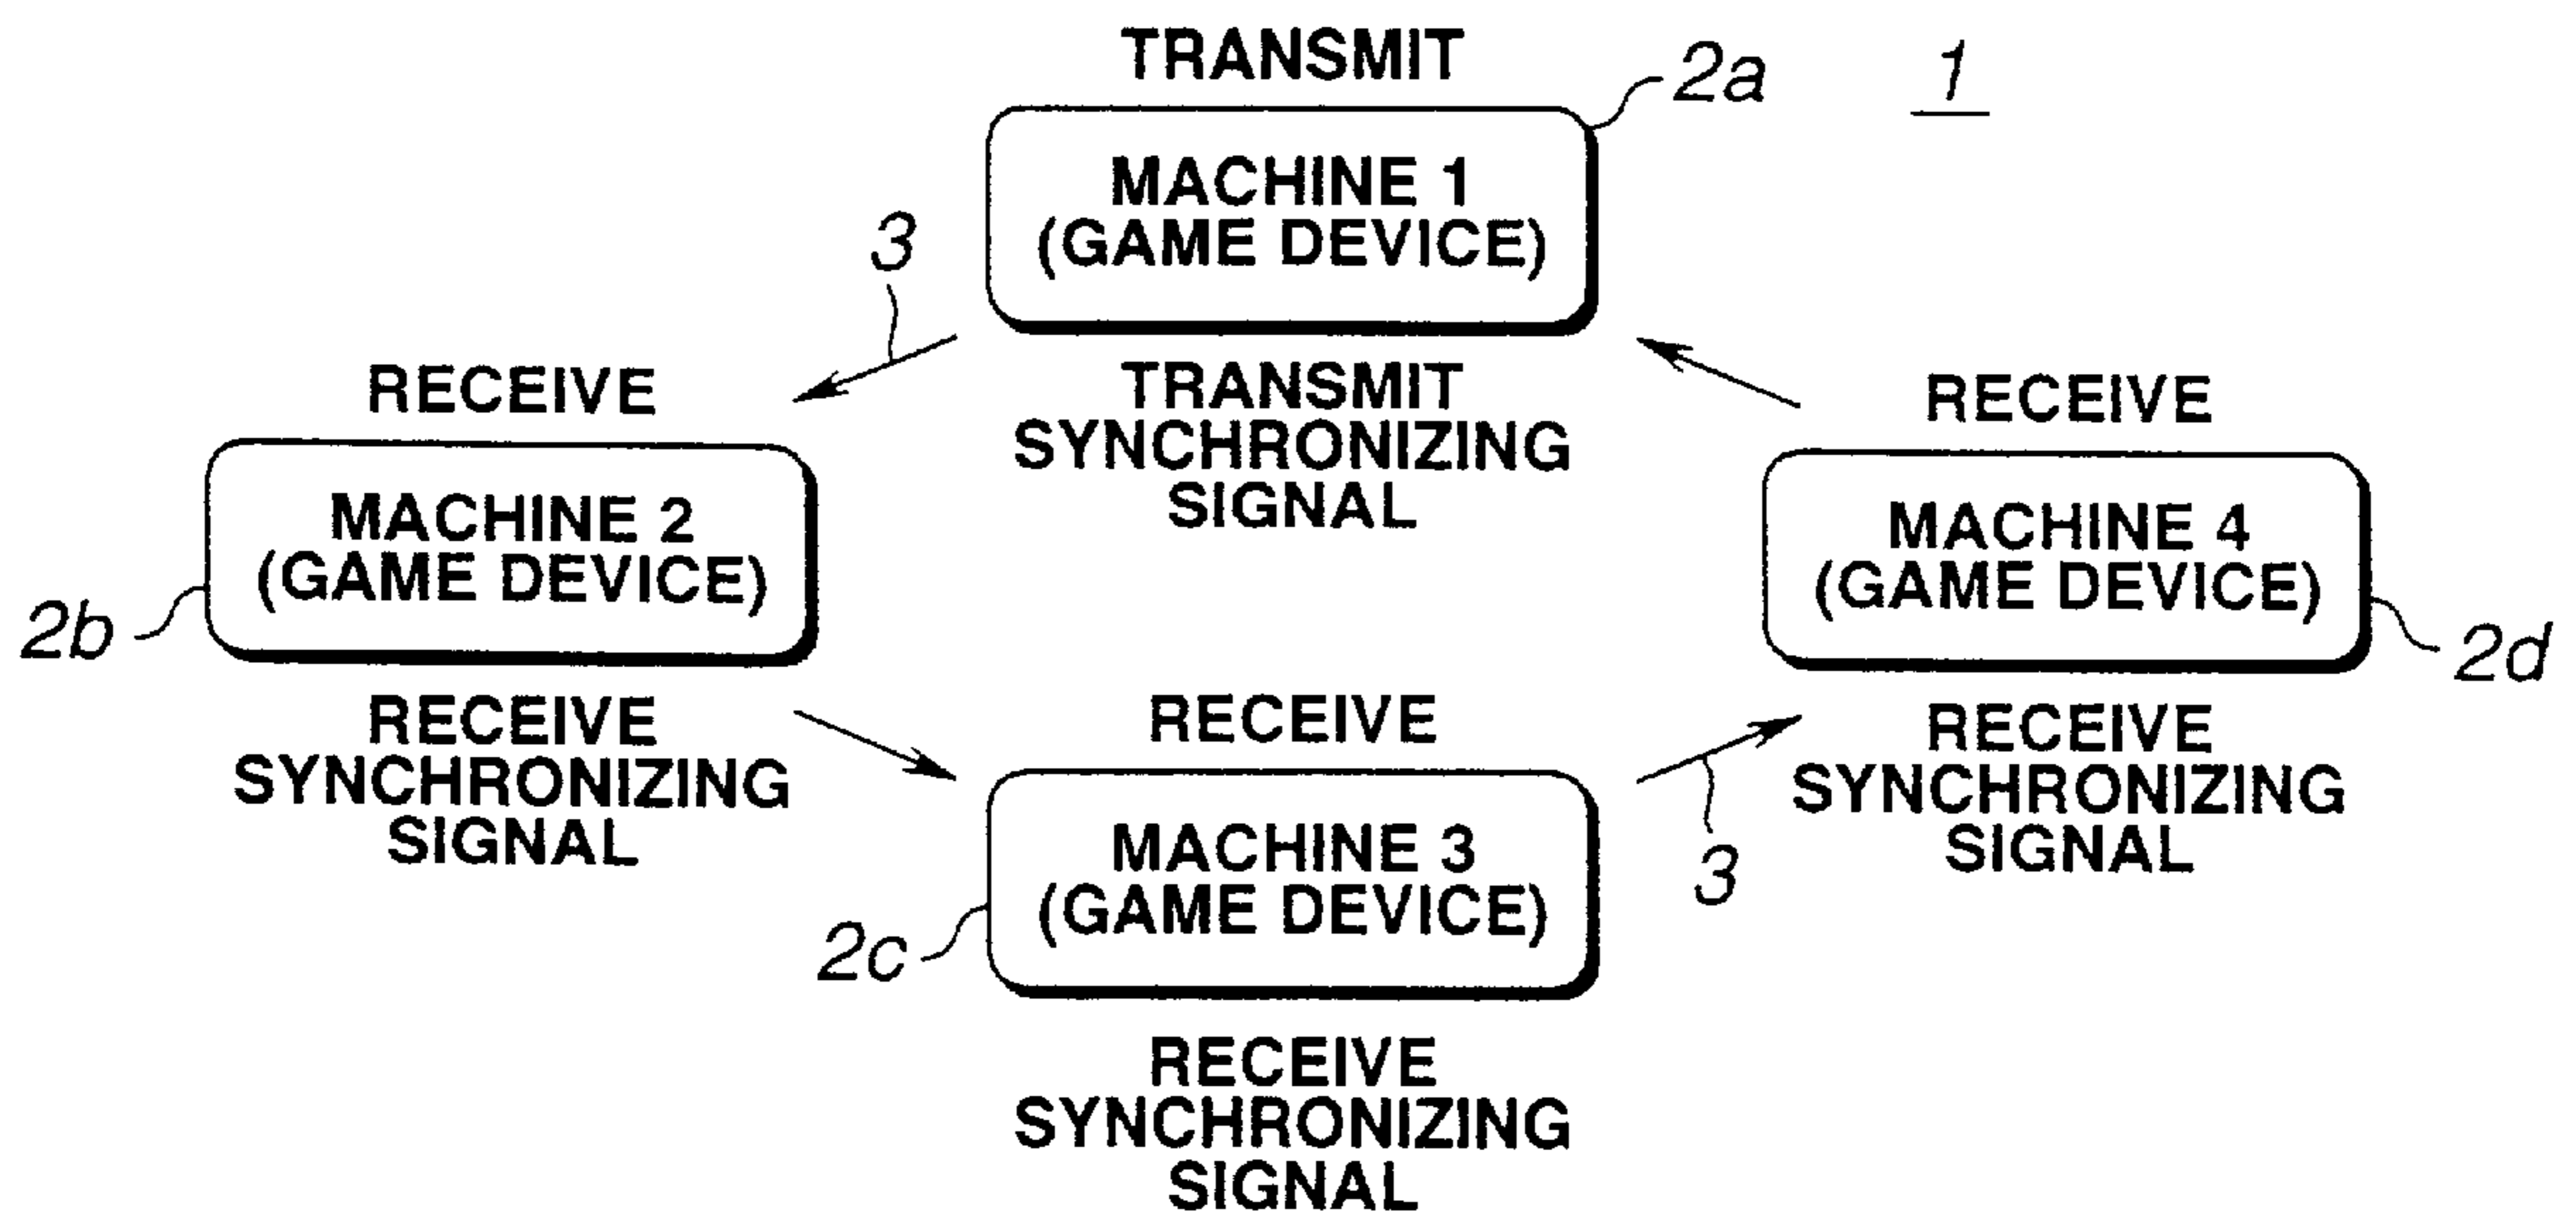 TRANSMIT
2a
1
MACHINE 1
(GAME DEVICE)
3
TRANSMIT
SYNCHRONIZING
SIGNAL
RECEIVE
MACHINE 2
(GAME DEVICE)
2b
RECEIVE
SYNCHRONIZING
SIGNAL
RECEIVE
MACHINE 4
(GAME DEVICE)
2d
RECEIVE
SYNCHRONIZING
SIGNAL
RECEIVE
MACHINE 3
(GAME DEVICE)
3
2c
RECEIVE
SYNCHRONIZING
SIGNAL